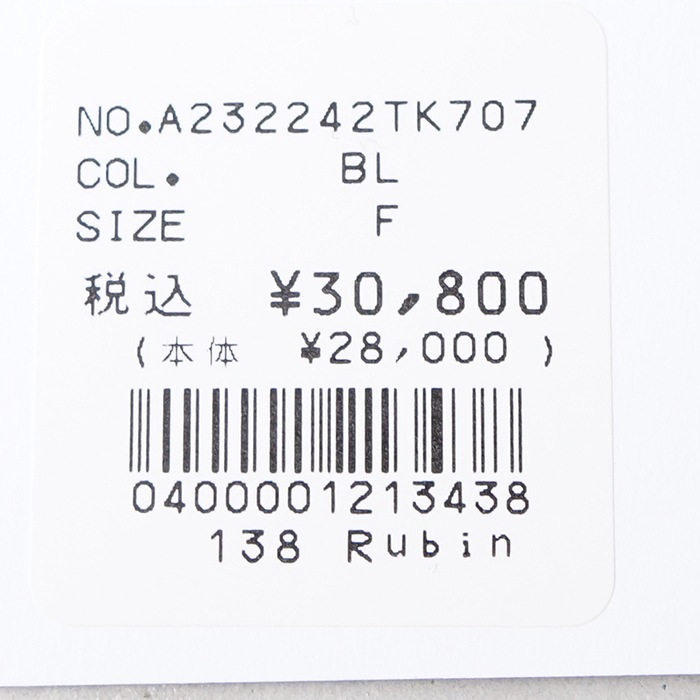 NO.A232242TK707
COL. BL
SIZE F
税込 ¥30,800
(本体 ¥28,000 )
0400001213438
138 Rubin